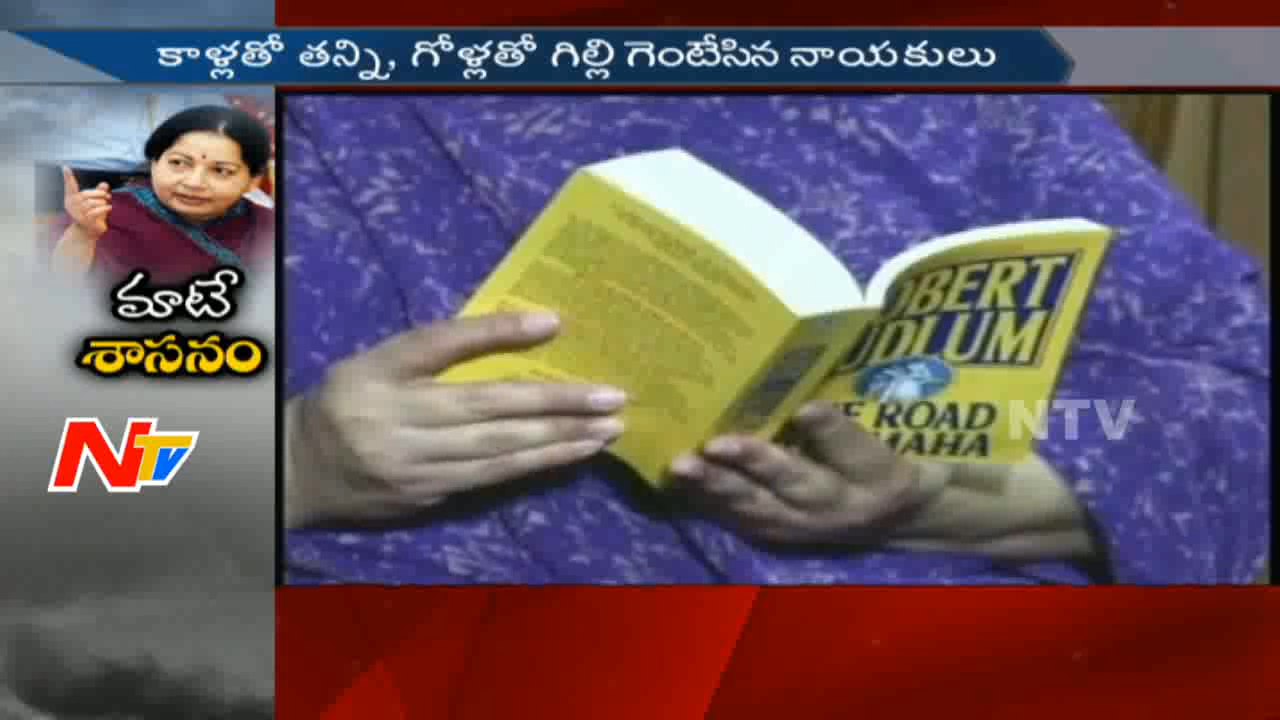 కాళ్లతో తన్ని, గోళ్లతో గిల్లి గెంటేసిన నాయకులు
మాటే
శాసనం
NTV
OBERT
UDLUM
ROAD
MAHA
NTV